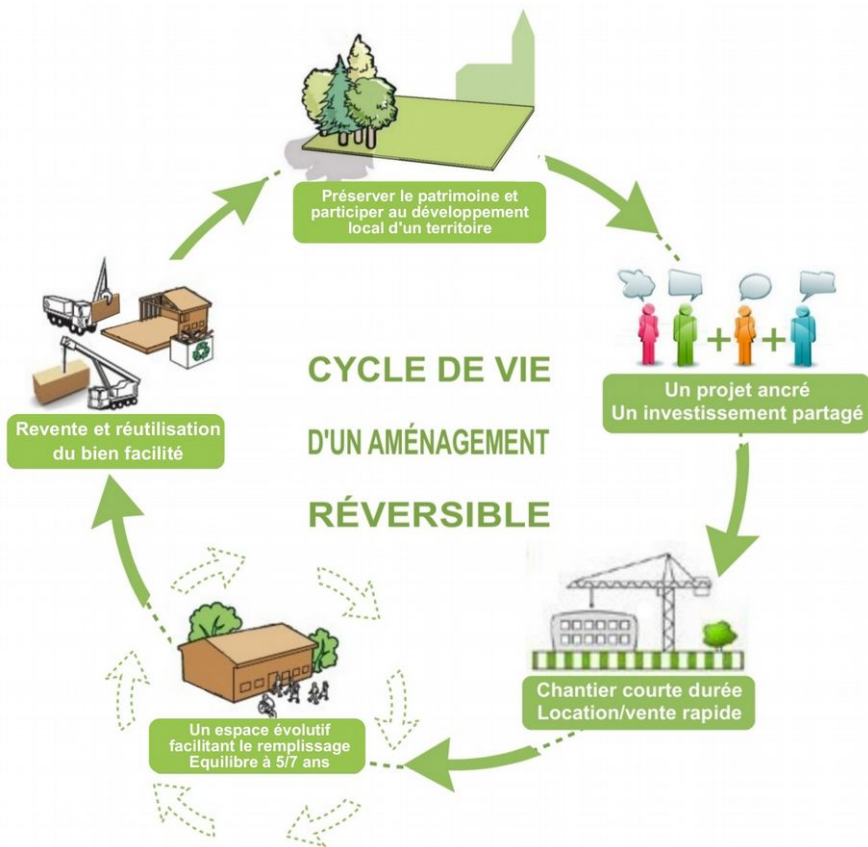 Préserver le patrimoine et
participer au développement
local d'un territoire
Un projet ancré
Un investissement partagé
CYCLE DE VIE
D'UN AMÉNAGEMENT
RÉVERSIBLE
Revente et réutilisation
du bien facilité
Chantier courte durée
Location/vente rapide
Un espace évolutif
facilitant le remplissage
Equilibre à 5/7 ans